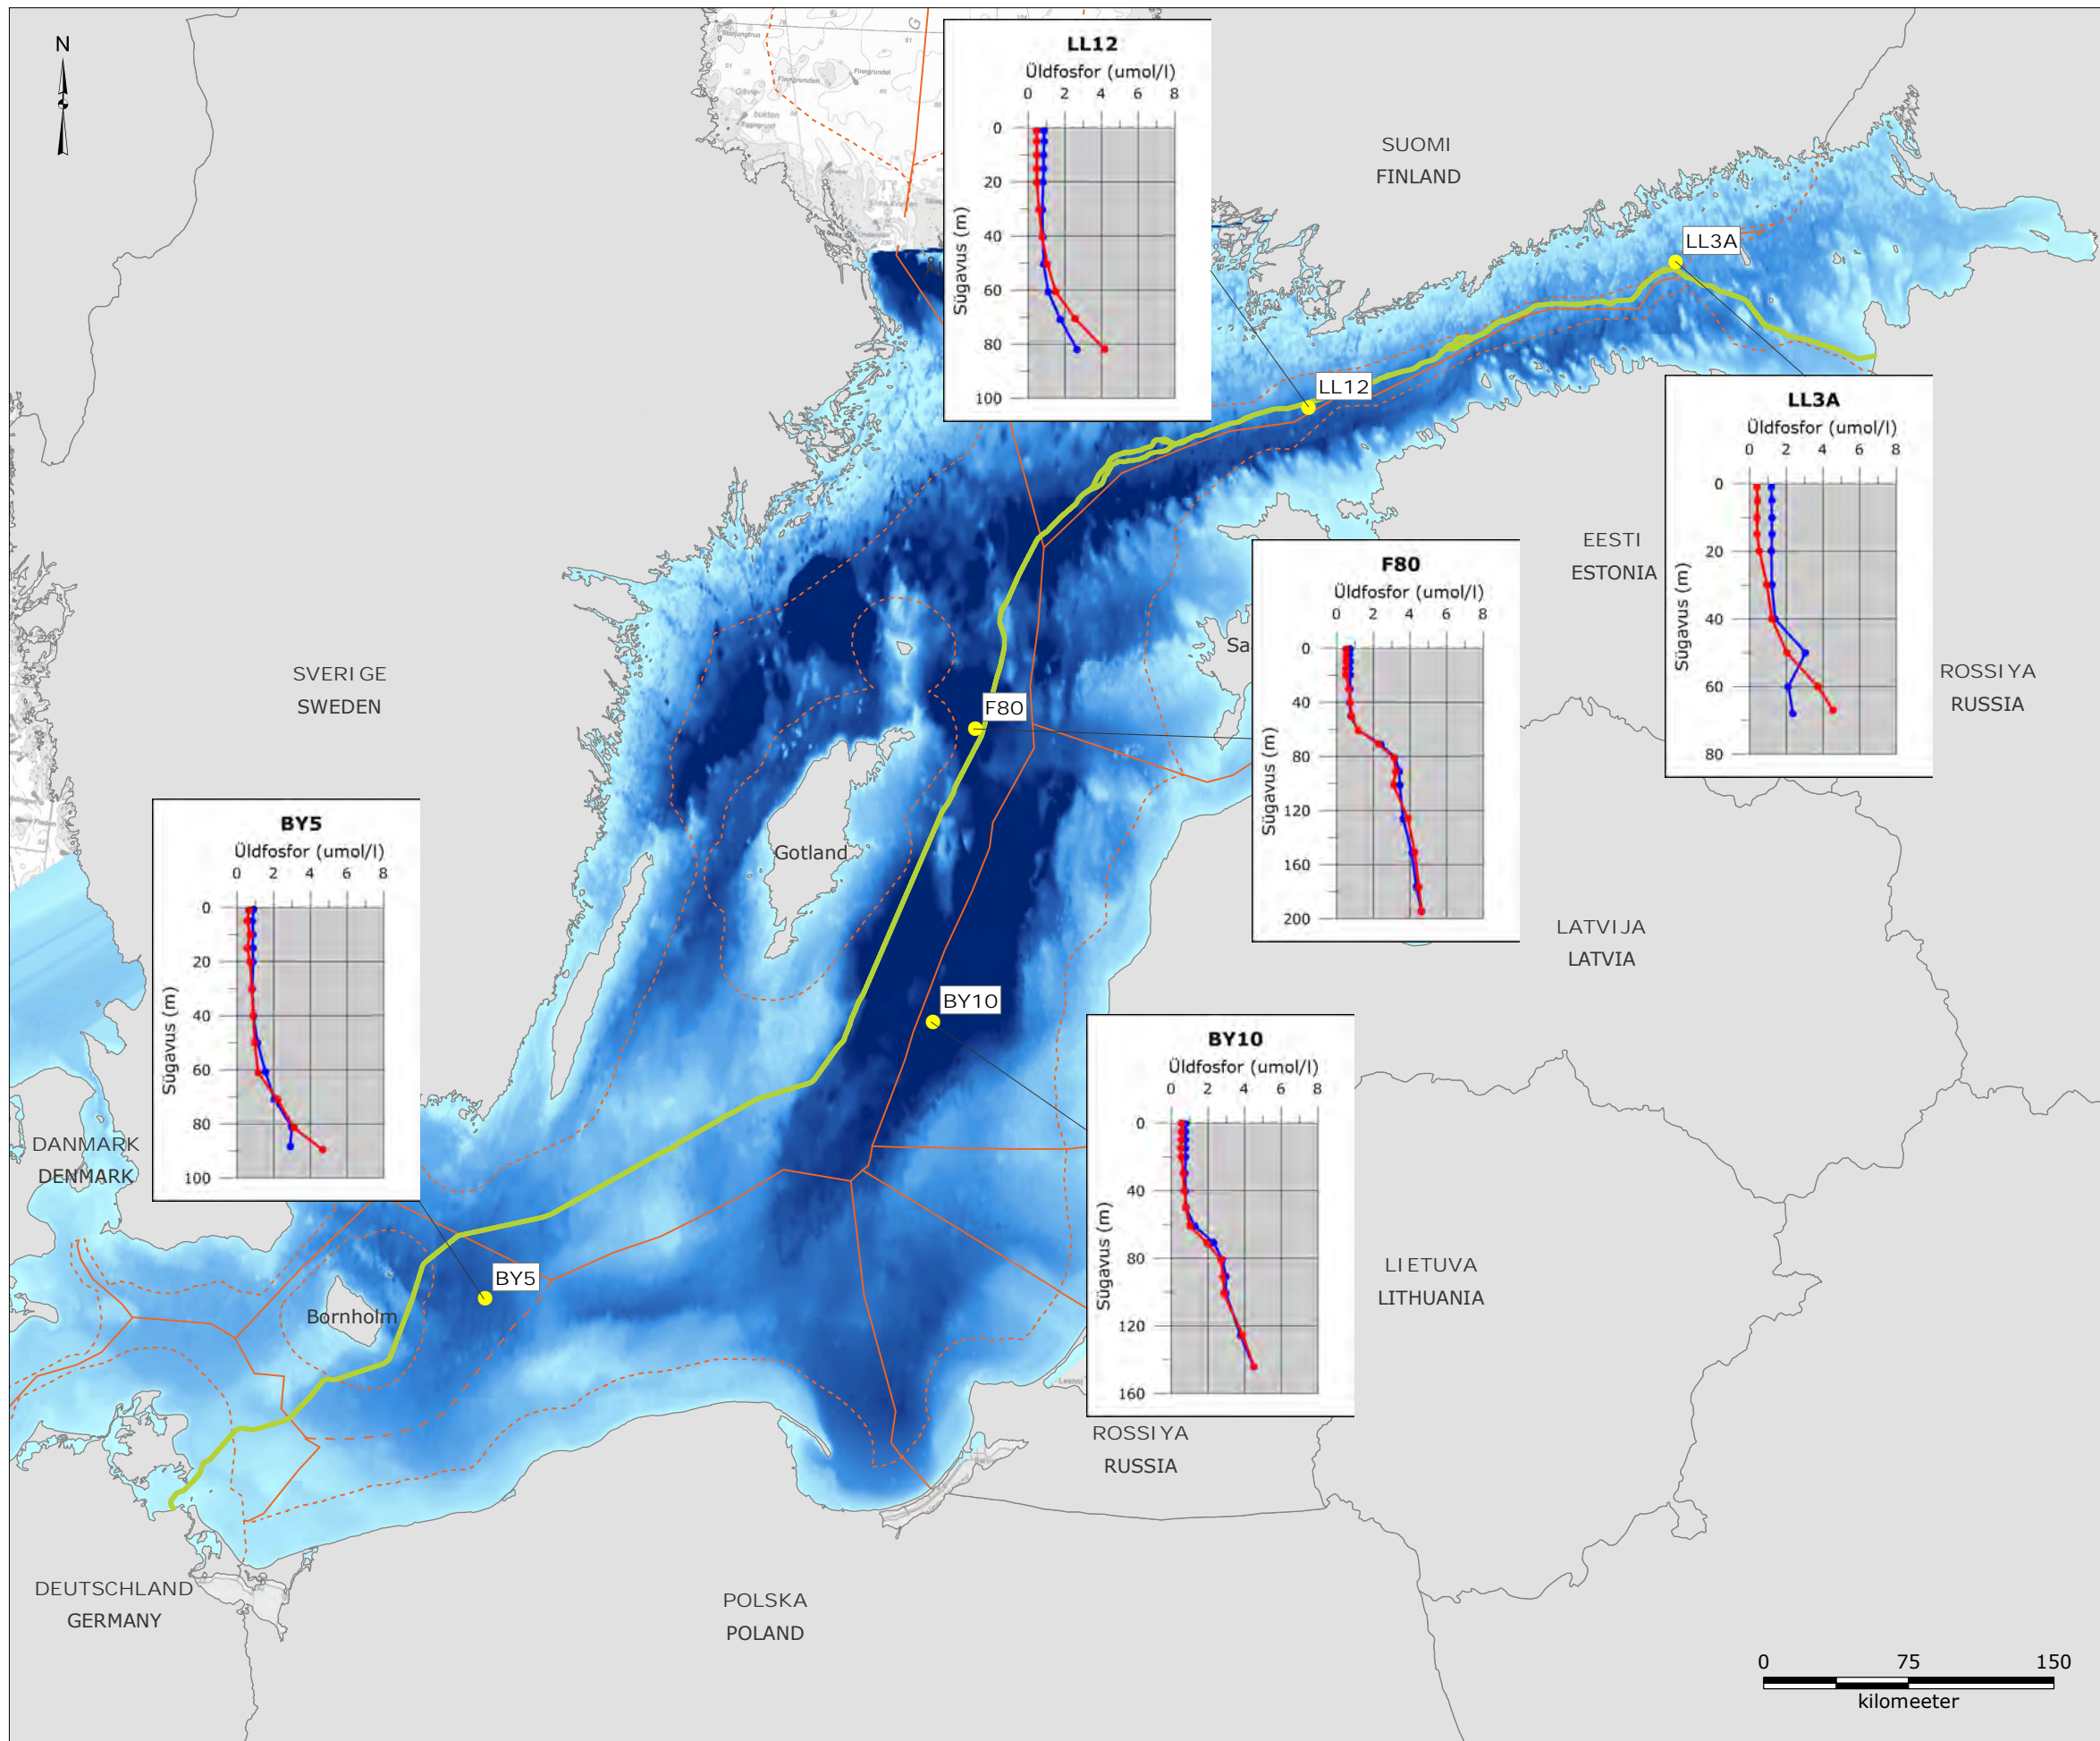 N
LL12
Üldfosfor (umol/l)
0 2 4 6 8
Sügavus (m)
0
20
40
60
80
100
SUOMI
FINLAND
LL3A
LL12
LL3A
Üldfosfor (umol/l)
0 2 4 6 8
Sügavus (m)
0
20
40
60
80
EESTI
ESTONIA
ROSSIYA
RUSSIA
F80
Üldfosfor (umol/l)
0 2 4 6 8
Sügavus (m)
0
40
80
120
160
200
Sa
SVERIGE
SWEDEN
F80
Gotland
BY5
Üldfosfor (umol/l)
0 2 4 6 8
Sügavus (m)
0
20
40
60
80
100
LATVIJA
LATVIA
BY10
BY10
Üldfosfor (umol/l)
0 2 4 6 8
Sügavus (m)
0
40
80
120
160
DANMARK
DENMARK
BY5
Bornholm
LIETUVA
LITHUANIA
ROSSIYA
RUSSIA
DEUTSCHLAND
GERMANY
POLSKA
POLAND
0 75 150
kilomeeter